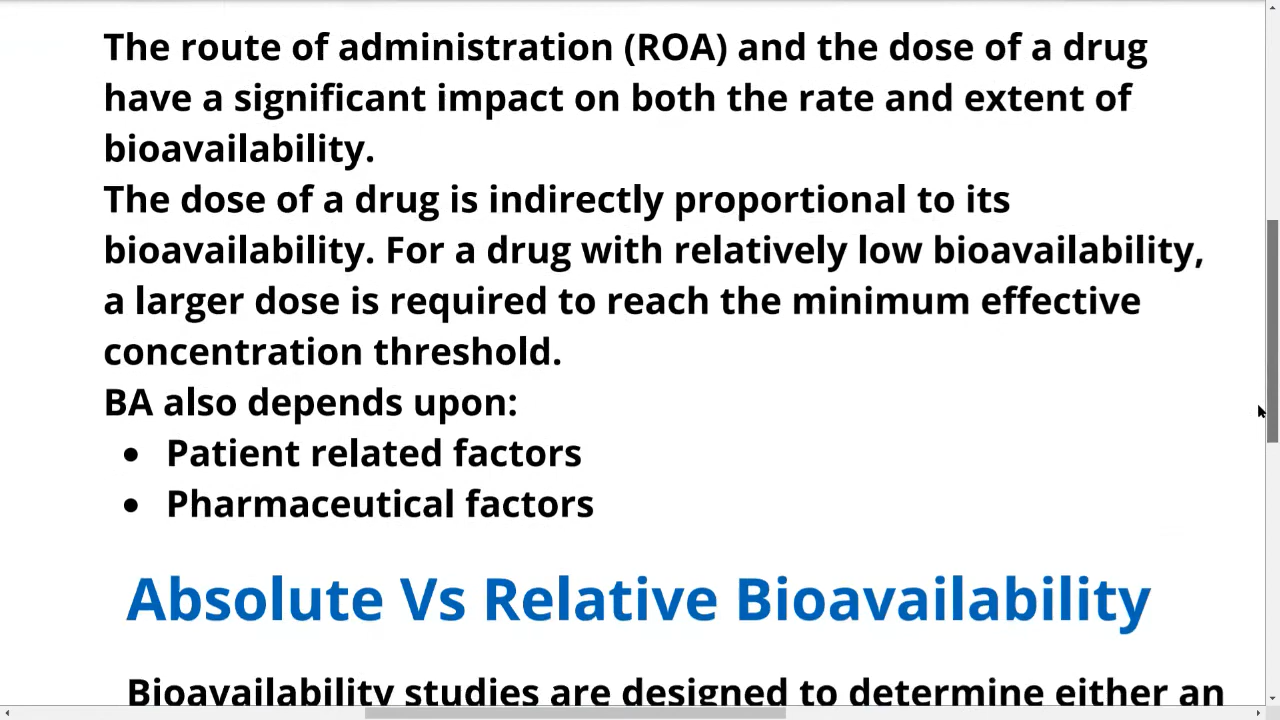 The route of administration (ROA) and the dose of a drug
have a significant impact on both the rate and extent of
bioavailability.
The dose of a drug is indirectly proportional to its
bioavailability. For a drug with relatively low bioavailability,
a larger dose is required to reach the minimum effective
concentration threshold.
BA also depends upon:
• Patient related factors
• Pharmaceutical factors
Absolute Vs Relative Bioavailability
Bioavailability studies are designed to determine either an